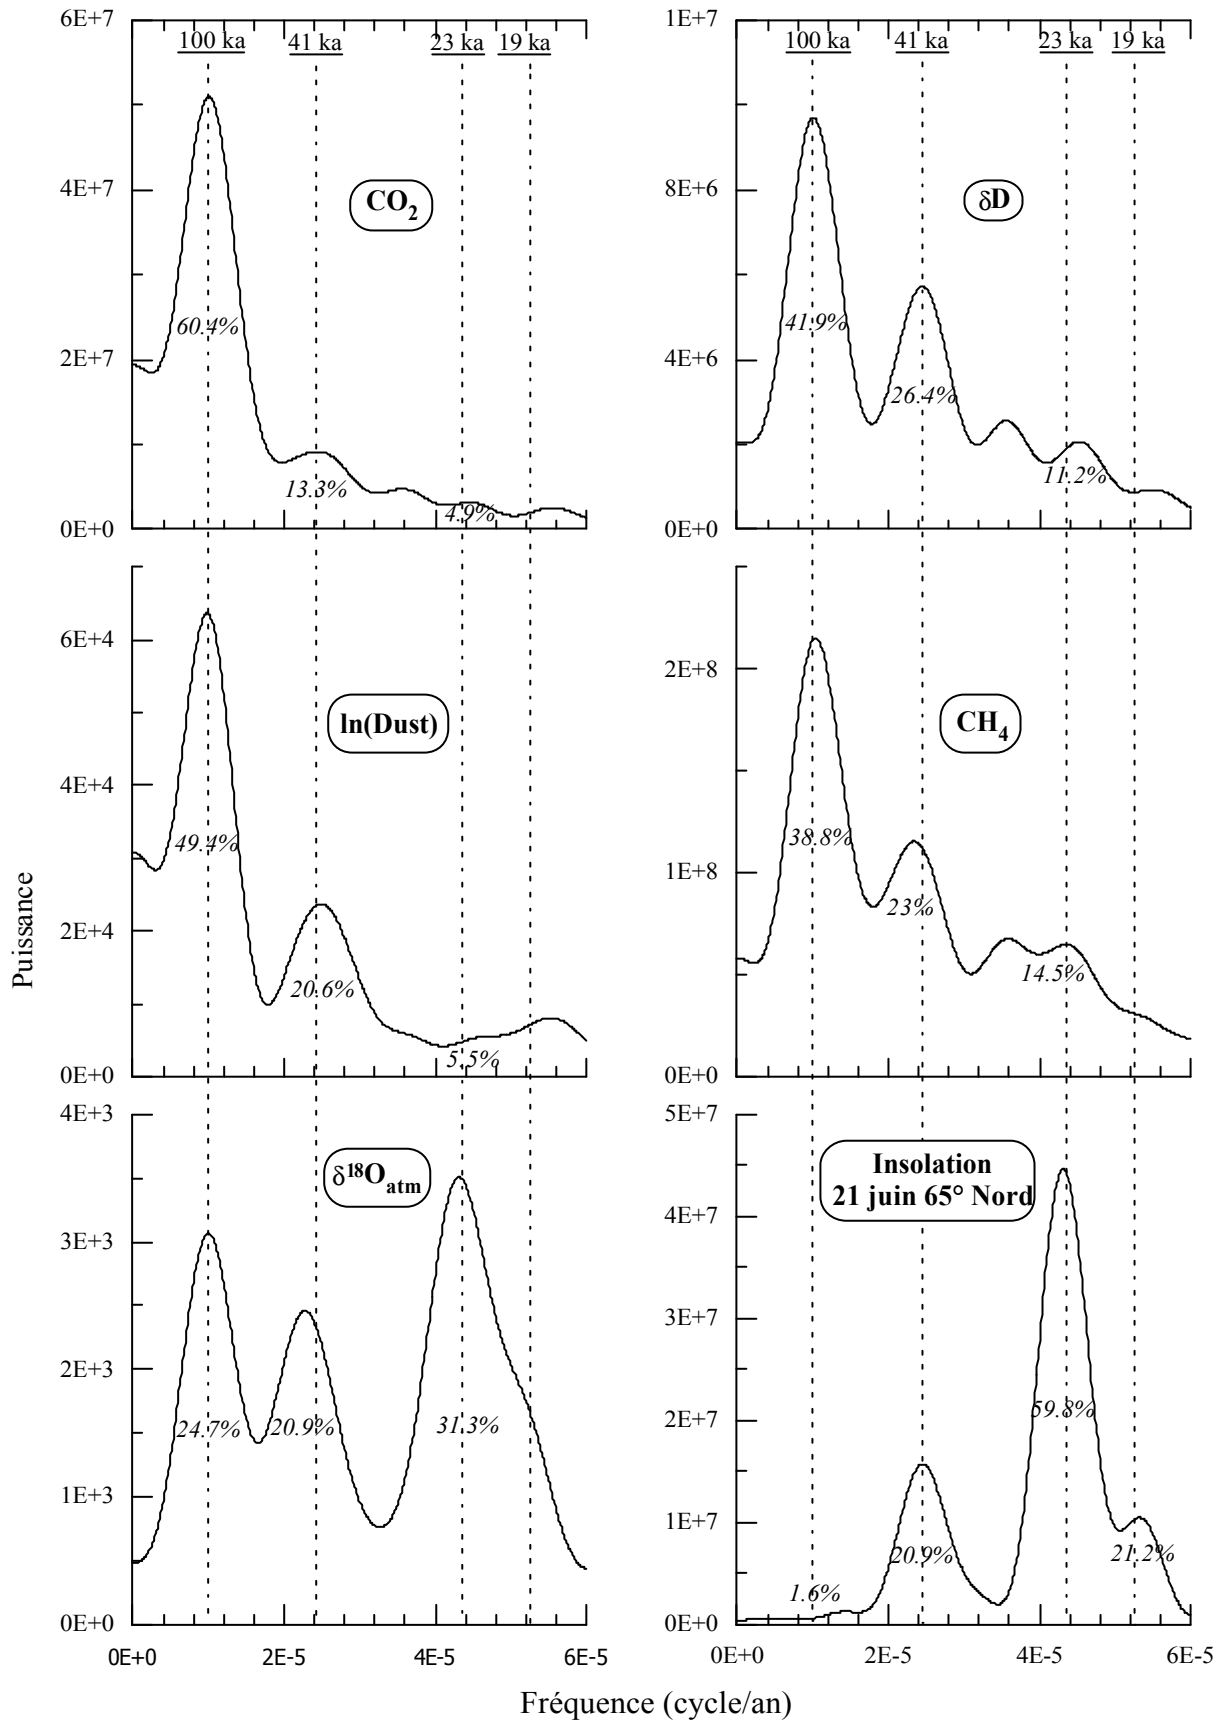 6E+7
4E+7
2E+7
0E+0
100 ka
41 ka
23 ka
19 ka
CO2
60.4%
13.3%
4.9%
1E+7
8E+6
4E+6
0E+0
100 ka
41 ka
23 ka
19 ka
δD
41.9%
26.4%
11.2%
6E+4
4E+4
2E+4
0E+0
ln(Dust)
49.4%
20.6%
5.5%
2E+8
1E+8
0E+0
CH4
38.8%
23%
14.5%
Puissance
4E+3
3E+3
2E+3
1E+3
0E+0
δ18Oatm
24.7%
20.9%
31.3%
0E+0
2E-5
4E-5
6E-5
5E+7
4E+7
3E+7
2E+7
1E+7
0E+0
Insolation
21 juin 65° Nord
1.6%
20.9%
59.8%
21.2%
0E+0
2E-5
4E-5
6E-5
Fréquence (cycle/an)